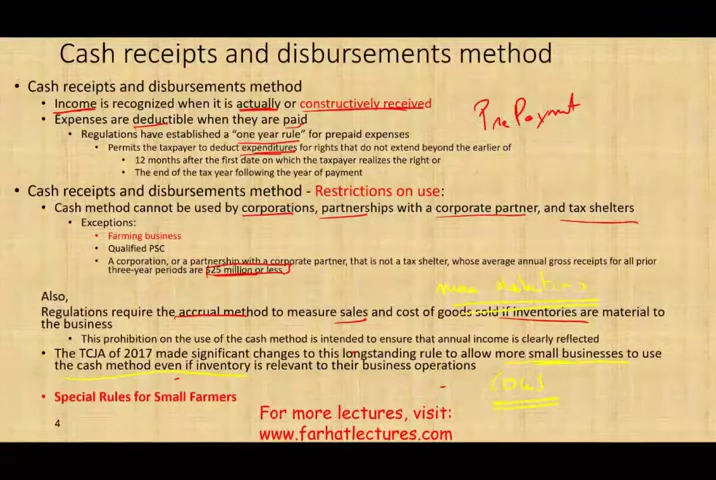 Cash receipts and disbursements method
• Cash receipts and disbursements method
• Income is recognized when it is actually or constructively received
PrePayment
• Expenses are deductible when they are paid
• Regulations have established a "one year rule" for prepaid expenses
• Permits the taxpayer to deduct expenditures for rights that do not extend beyond the earlier of
• 12 months after the first date on which the taxpayer realizes the right or
• The end of the tax year following the year of payment
• Cash receipts and disbursements method - Restrictions on use:
• Cash method cannot be used by corporations, partnerships with a corporate partner, and tax shelters
• Exceptions:
• Farming business
• Qualified PSC
• A corporation, or a partnership with a corporate partner, that is not a tax shelter, whose average annual gross receipts for all prior
three-year periods are $25 million or less
Also,
Regulations require the accrual method to measure sales and cost of goods sold if inventories are material to
the business
• This prohibition on the use of the cash method is intended to ensure that annual income is clearly reflected
• The TCJA of 2017 made significant changes to this longstanding rule to allow more small businesses to use
the cash method even if inventory is relevant to their business operations
COGS
• Special Rules for Small Farmers
For more lectures, visit:
www.farhatlectures.com
4